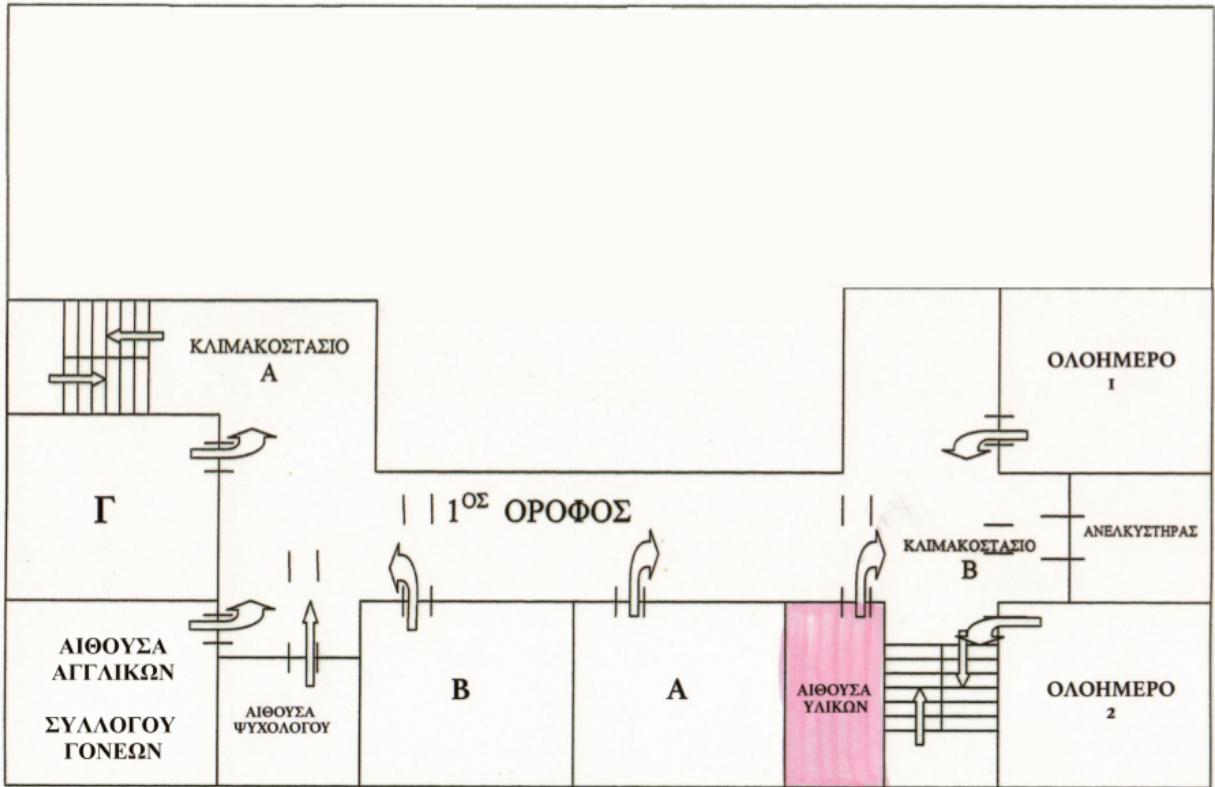 ΚΛΙΜΑΚΟΣΤΑΣΙΟ
Α
ΟΛΟΗΜΕΡΟ
1
Γ
1ΟΣ ΟΡΟΦΟΣ
ΚΛΙΜΑΚΟΣΤΑΣΙΟ
Β
ΑΝΕΛΚΥΣΤΗΡΑΣ
ΑΙΘΟΥΣΑ
ΑΓΓΛΙΚΩΝ
ΣΥΛΛΟΓΟΥ
ΓΟΝΕΩΝ
ΑΙΘΟΥΣΑ
ΨΥΧΟΛΟΓΟΥ
Β
Α
ΑΙΘΟΥΣΑ
ΥΛΙΚΩΝ
ΟΛΟΗΜΕΡΟ
2